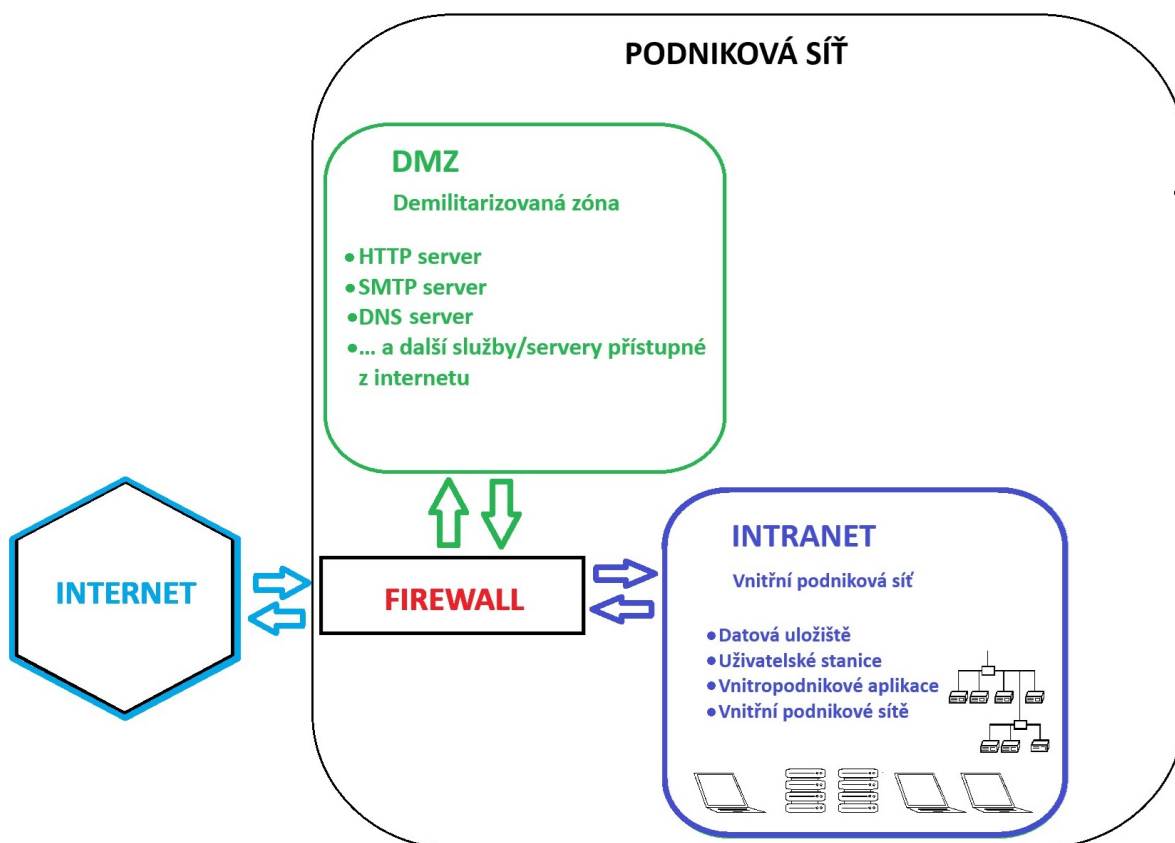 PODNIKOVÁ SÍŤ
DMZ
Demilitarizovaná zóna
• HTTP server
• SMTP server
• DNS server
• ... a další služby/servery přístupné
z internetu
INTERNET
FIREWALL
INTRANET
Vnitřní podniková síť
• Datová uložiště
• Uživatelské stanice
• Vnitropodnikové aplikace
• Vnitřní podnikové sítě